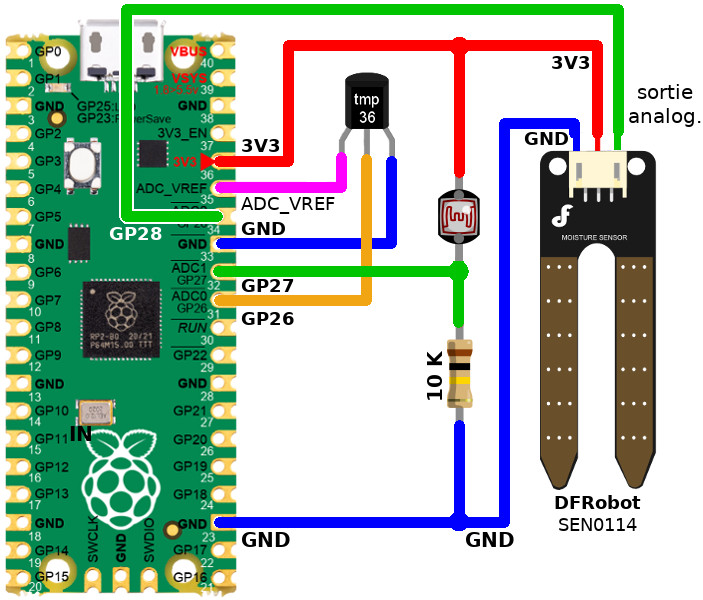 GP0
1
GP1
2
GND
3
GP2
4
GP3
5
GP4
6
GP5
7
GND
8
GP6
9
GP7
10
GP8
11
GP9
12
GND
13
GP10
14
GP11
15
GP12
16
GP13
17
GND
18
GP14
19
GP15
20
VBUS
40
VSYS
1.8-5.5v
39
GND
38
3V3_EN
37
3V3
36
ADC_VREF
35
34
GND
33
ADC1
GP27
32
ADC0
GP26
31
RUN
30
GP22
29
GND
28
GP21
27
GP20
26
GP19
25
GP18
24
GND
23
GP17
22
GP16
21
GP25:
GP23:
RP2-B0 20/21
P64M15.00 TTT
SWCLK
GND
SWDIO
IN
3V3
ADC_VREF
GND
GP28
GP27
GP26
GND
tmp
36
10 K
GND
3V3
GND
sortie
analog.
MOISTURE SENSOR
DFRobot
SEN0114